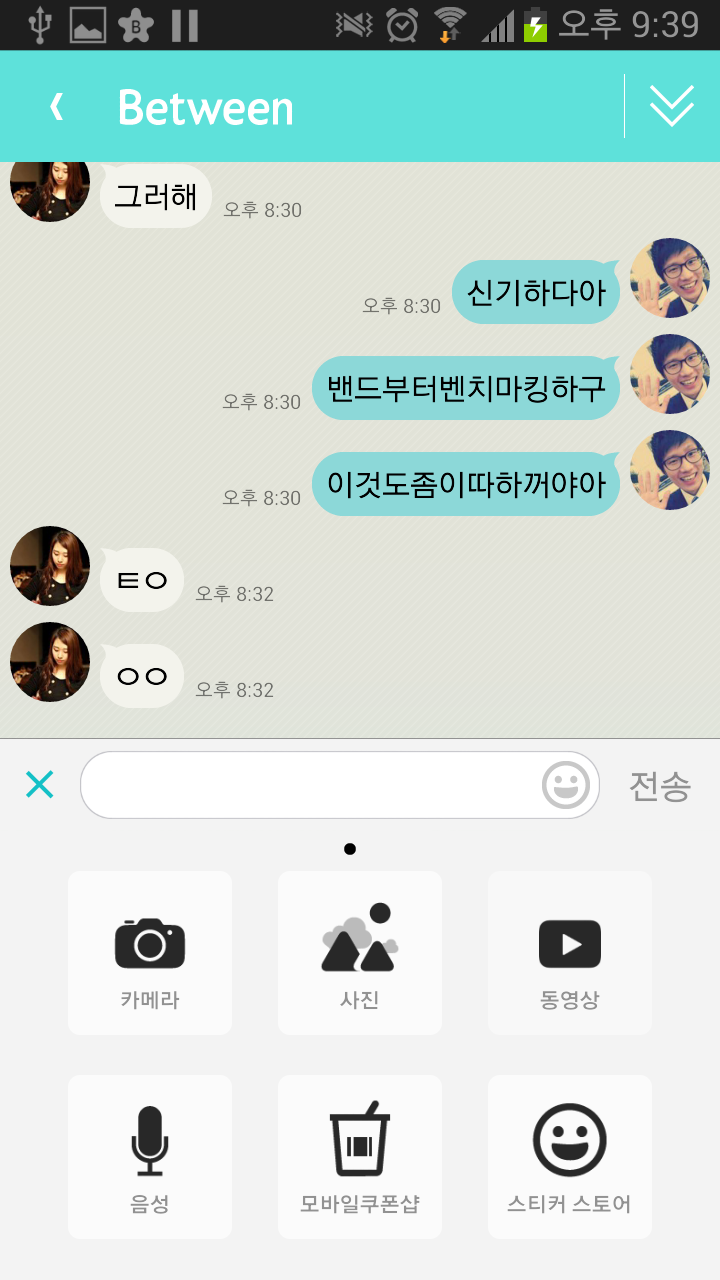 오후 9:39
Between
그러해
오후 8:30
오후 8:30
신기하다아
오후 8:30
밴드부터벤치마킹하구
오후 8:30
이것도좀이따하꺼야아
ㅌㅇ
오후 8:32
ㅇㅇ
오후 8:32
전송
카메라
사진
동영상
음성
모바일쿠폰샵
스티커 스토어